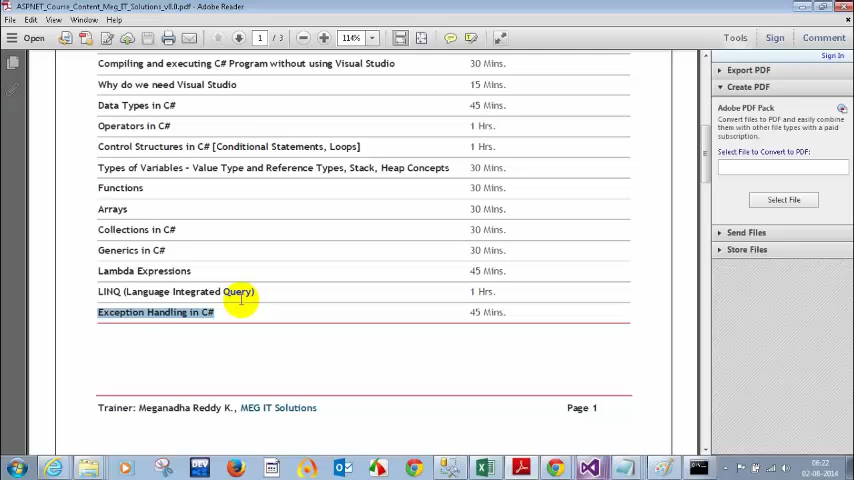 ASPNET_Course_Content_Meg_IT_Solutions_v8.0.pdf - Adobe Reader
File Edit View Window Help
Open 1 / 3 114% Tools Sign Comment
Sign In
Compiling and executing C# Program without using Visual Studio 30 Mins.
Why do we need Visual Studio 15 Mins.
Data Types in C# 45 Mins.
Operators in C# 1 Hrs.
Control Structures in C# [Conditional Statements, Loops] 1 Hrs.
Types of Variables – Value Type and Reference Types, Stack, Heap Concepts 30 Mins.
Functions 30 Mins.
Arrays 30 Mins.
Collections in C# 30 Mins.
Generics in C# 30 Mins.
Lambda Expressions 45 Mins.
LINQ (Language Integrated Query) 1 Hrs.
Exception Handling in C# 45 Mins.
Trainer: Meganadha Reddy K., MEG IT Solutions Page 1
Export PDF
Create PDF
Adobe PDF Pack
Convert files to PDF and easily combine
them with other file types with a paid
subscription.
Select File to Convert to PDF:
Select File
Send Files
Store Files
DEV
06:22
02-08-2014